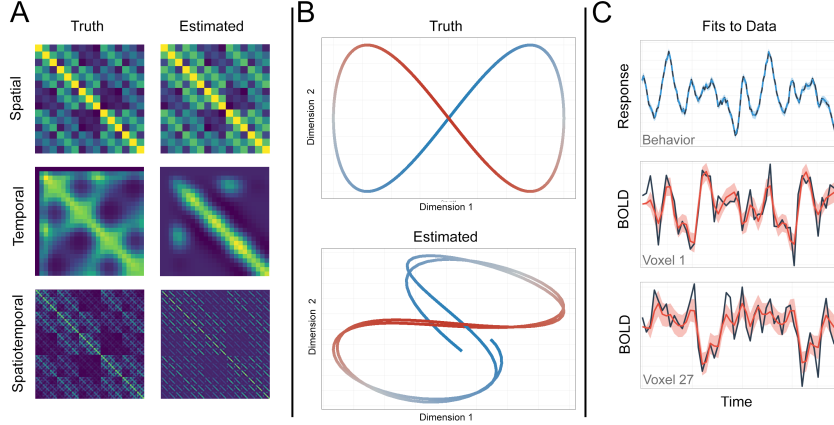 A
Truth
Estimated
Spatial
Temporal
Spatiotemporal
B
Truth
Dimension 2
Dimension 1
Estimated
Dimension 2
Dimension 1
C
Fits to Data
Response
Behavior
BOLD
Voxel 1
BOLD
Voxel 27
Time